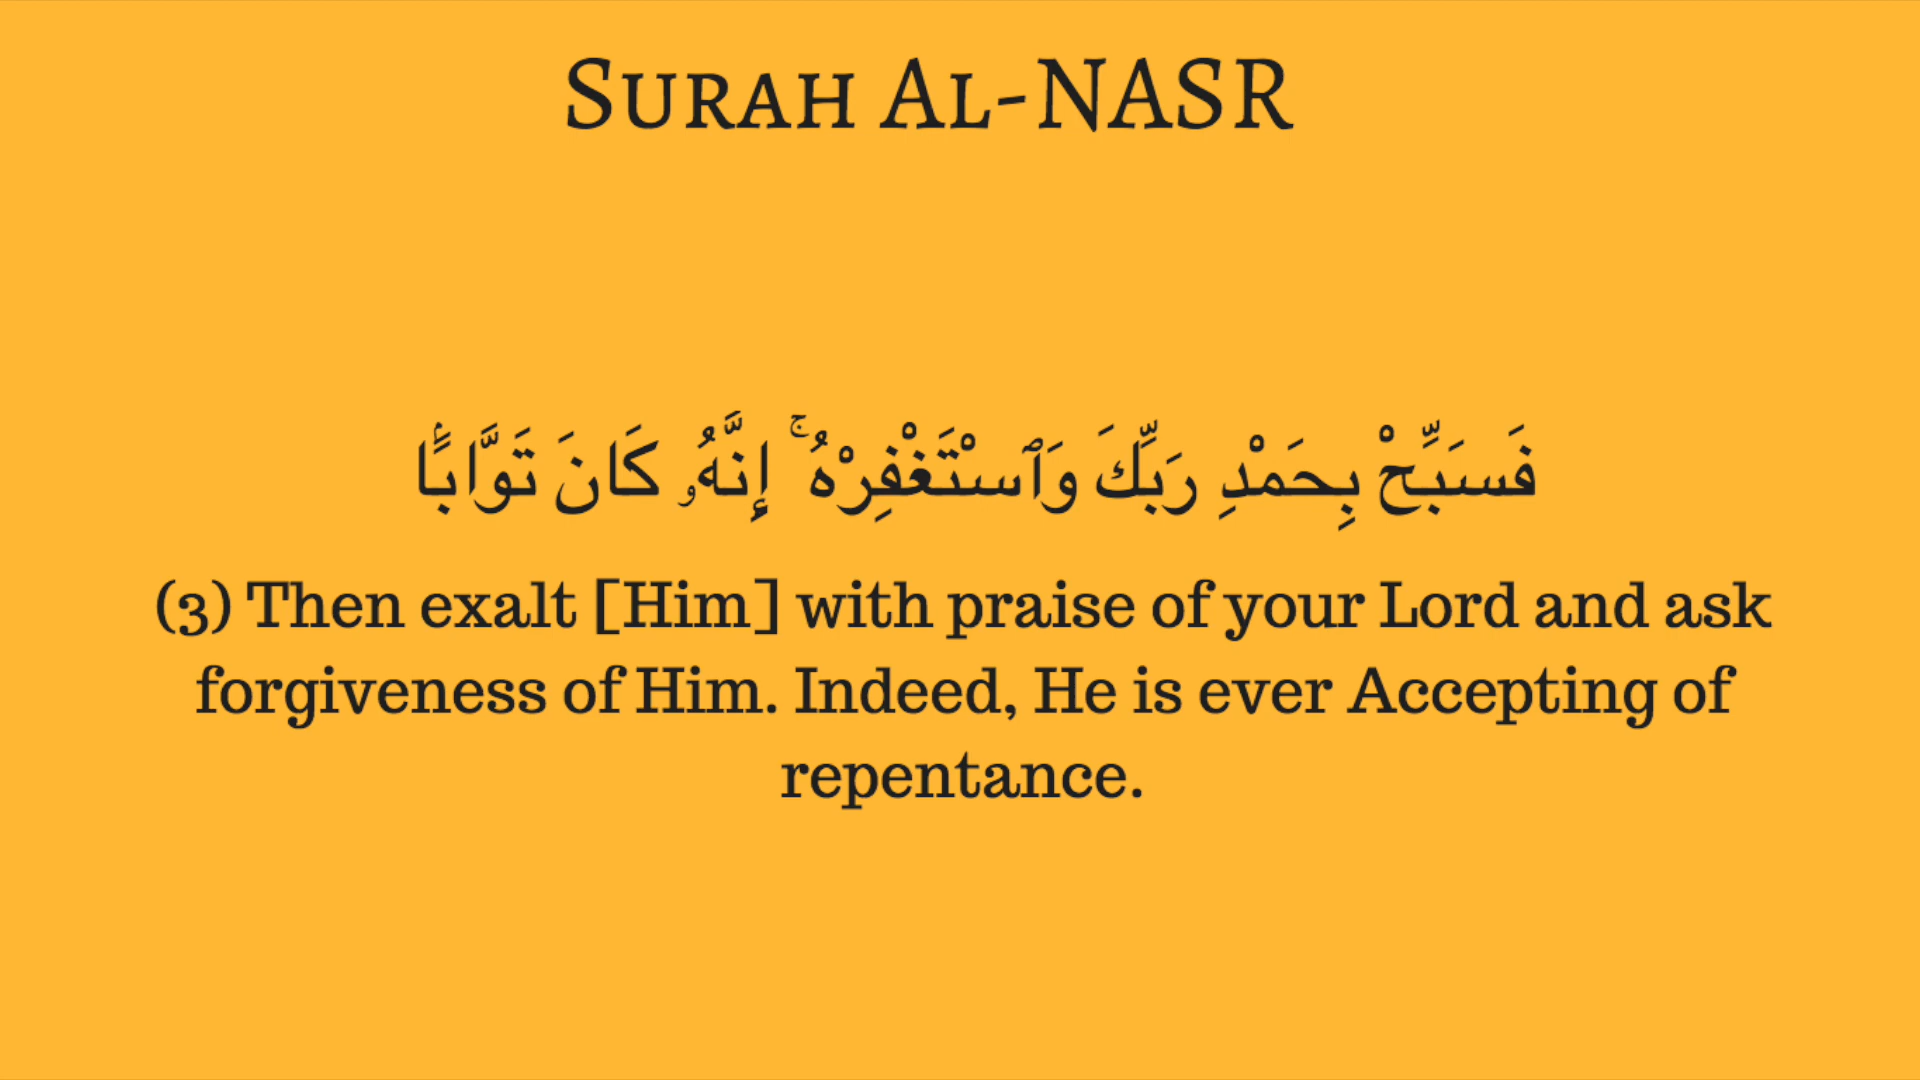 Surah Al-NASR
فَسَبِّحْ بِحَمْدِ رَبِّكَ وَٱسْتَغْفِرْهُ ۚ إِنَّهُۥ كَانَ تَوَّابًۢا
(3) Then exalt [Him] with praise of your Lord and ask
forgiveness of Him. Indeed, He is ever Accepting of
repentance.